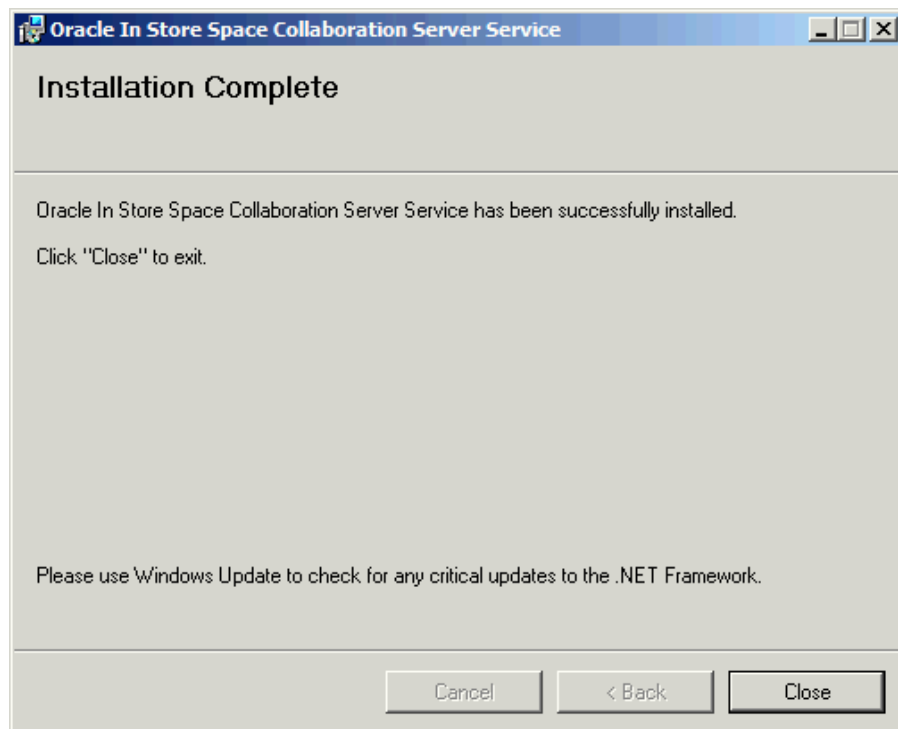 Oracle In Store Space Collaboration Server Service
Installation Complete
Oracle In Store Space Collaboration Server Service has been successfully installed.
Click "Close" to exit.
Please use Windows Update to check for any critical updates to the .NET Framework.
Cancel
< Back
Close